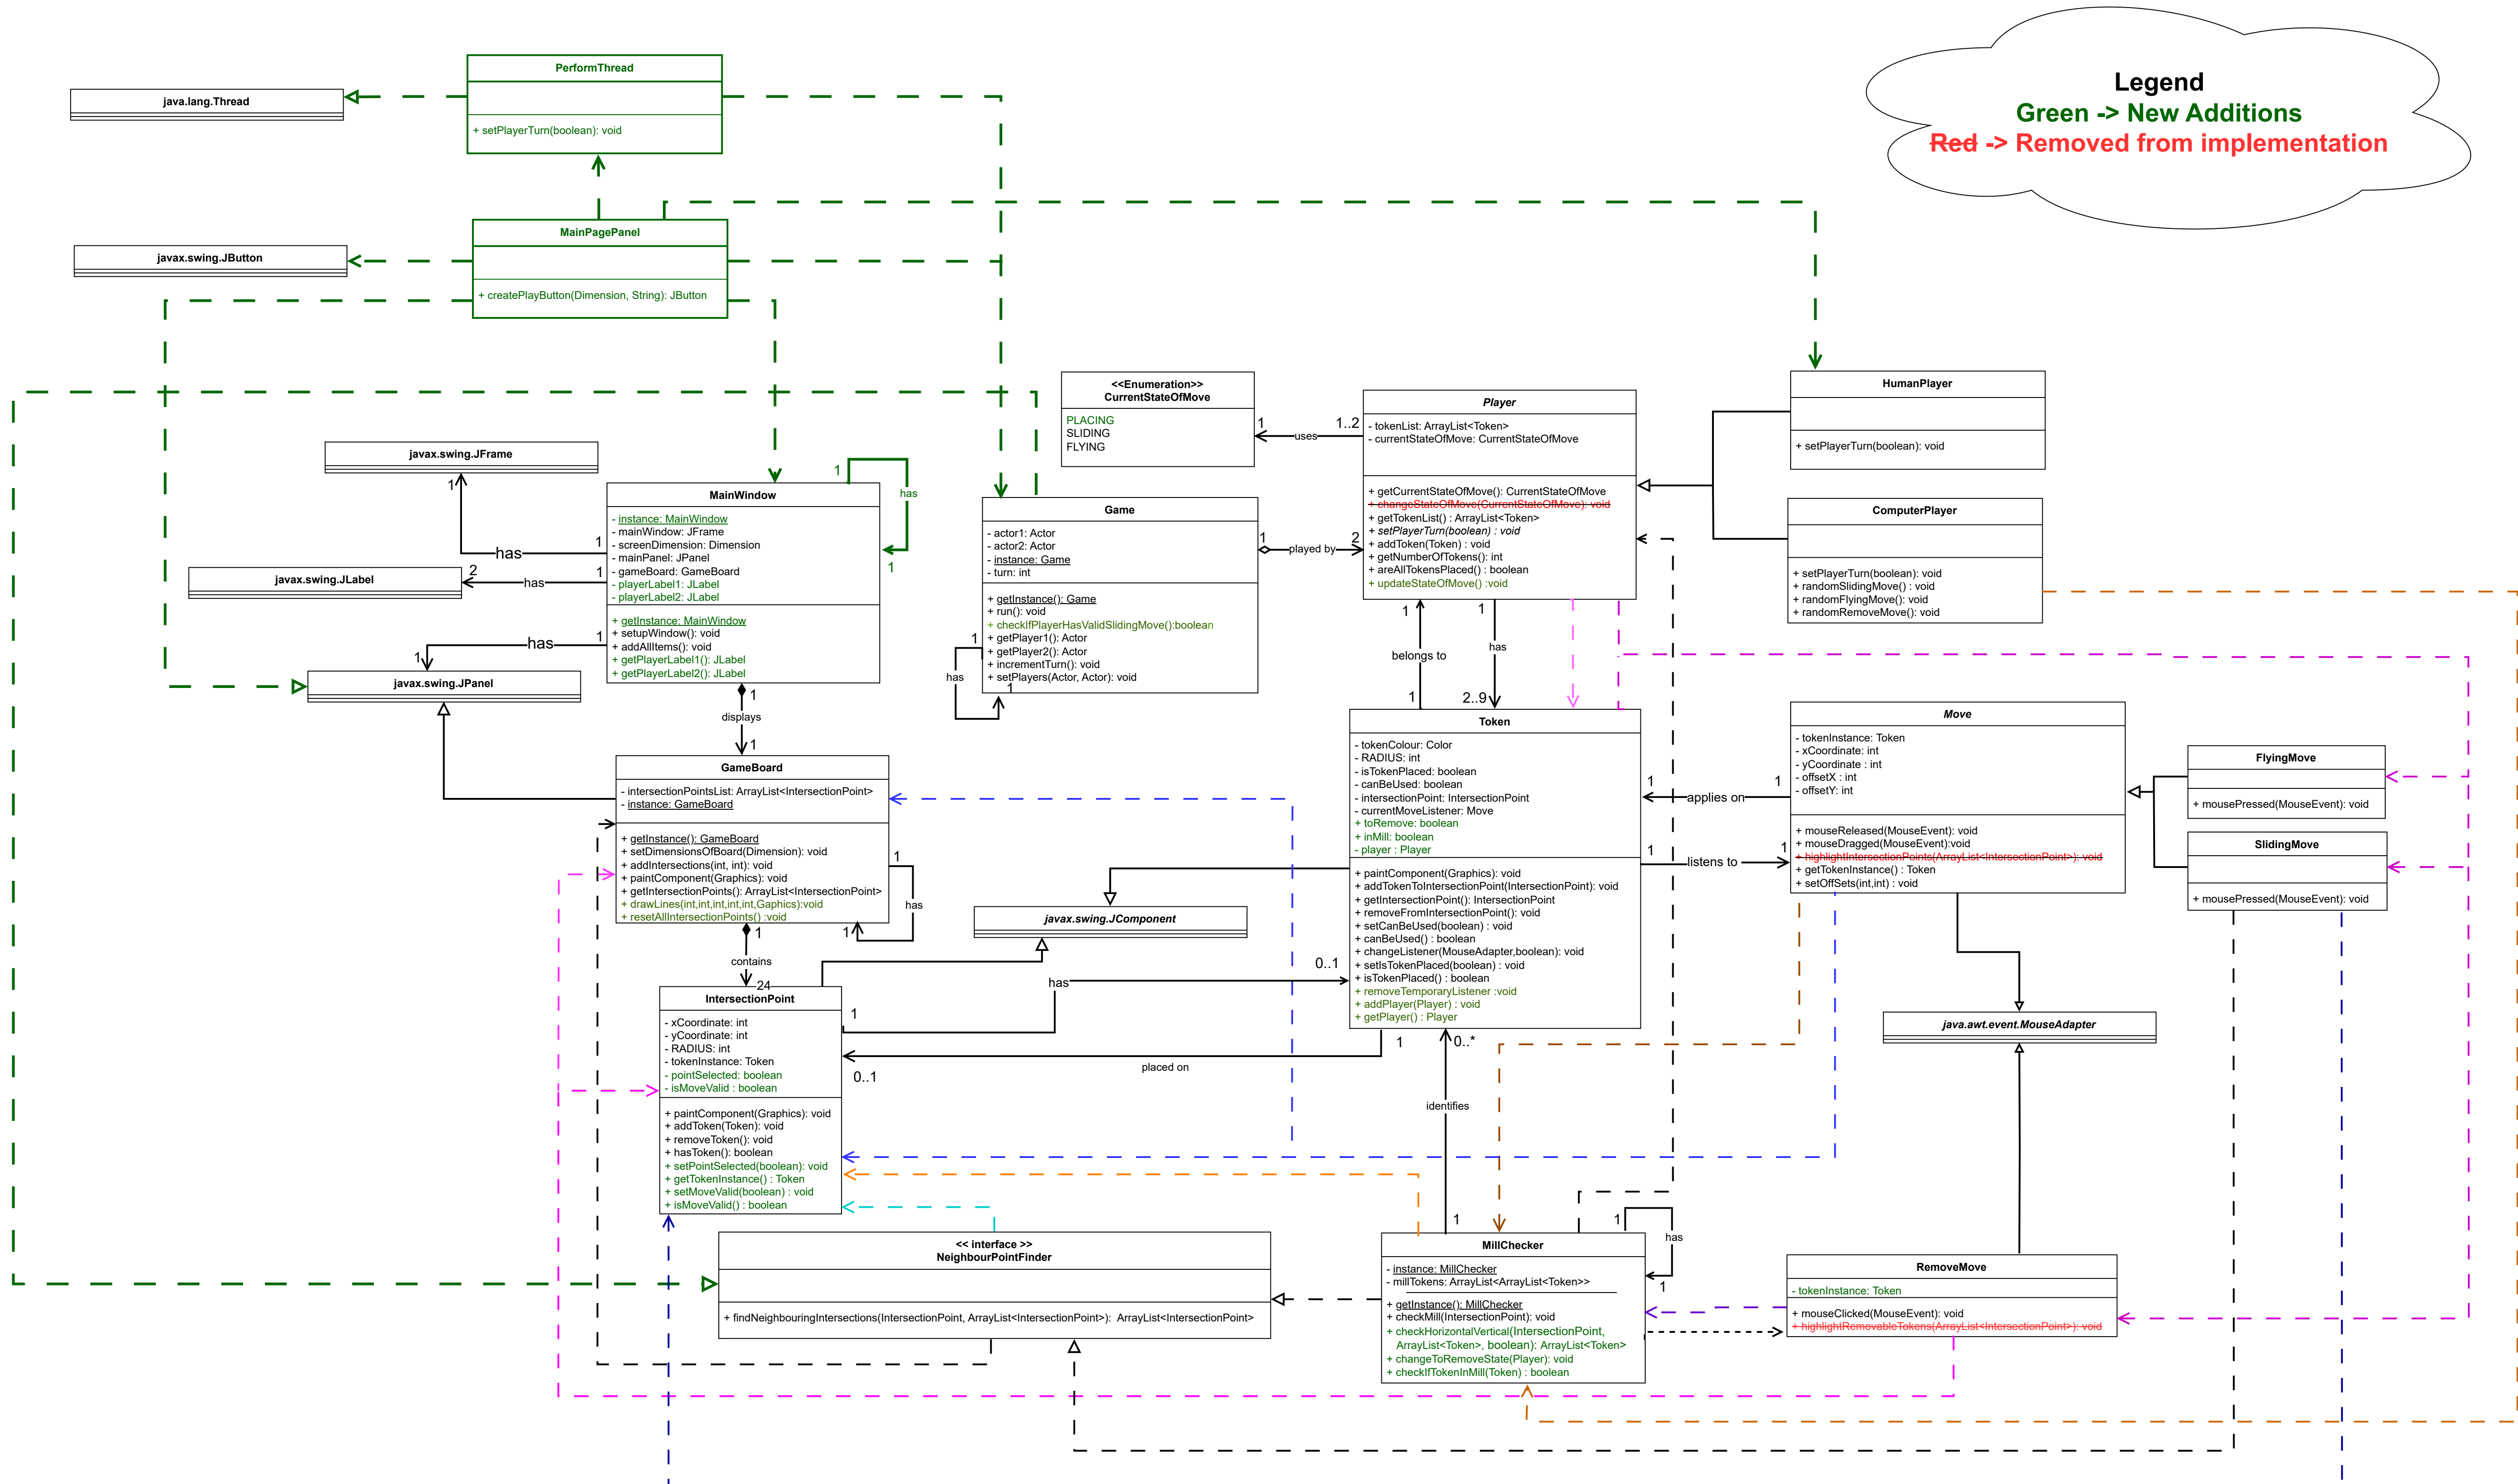 Legend
Green -> New Additions
Red -> Removed from implementation
PerformThread
+ setPlayerTurn(boolean): void
java.lang.Thread
MainPagePanel
+ createPlayButton(Dimension, String): JButton
javax.swing.JButton
<<Enumeration>>
CurrentStateOfMove
PLACING
SLIDING
FLYING
1
uses
1..2
Player
- tokenList: ArrayList<Token>
- currentStateOfMove: CurrentStateOfMove
+ getCurrentStateOfMove(): CurrentStateOfMove
+ changeStateOfMove(CurrentStateOfMove): void
+ getTokenList() : ArrayList<Token>
+ setPlayerTurn(boolean) : void
+ addToken(Token) : void
+ getNumberOfTokens(): int
+ areAllTokensPlaced() : boolean
+ updateStateOfMove() :void
HumanPlayer
+ setPlayerTurn(boolean): void
ComputerPlayer
+ setPlayerTurn(boolean): void
+ randomSlidingMove() : void
+ randomFlyingMove(): void
+ randomRemoveMove(): void
javax.swing.JFrame
1
has
1
javax.swing.JLabel
2
has
1
has
1
1
javax.swing.JPanel
MainWindow
- instance: MainWindow
- mainWindow: JFrame
- screenDimension: Dimension
- mainPanel: JPanel
- gameBoard: GameBoard
- playerLabel1: JLabel
- playerLabel2: JLabel
+ getInstance: MainWindow
+ setupWindow(): void
+ addAllItems(): void
+ getPlayerLabel1(): JLabel
+ getPlayerLabel2(): JLabel
1
has
1
1
displays
1
Game
- actor1: Actor
- actor2: Actor
- instance: Game
- turn: int
+ getInstance(): Game
+ run(): void
+ checkIfPlayerHasValidSlidingMove():boolean
+ getPlayer1(): Actor
+ getPlayer2(): Actor
+ incrementTurn(): void
+ setPlayers(Actor, Actor): void
1
has
1
1
played by
2
1
belongs to
1
1
has
2..9
GameBoard
- intersectionPointsList: ArrayList<IntersectionPoint>
- instance: GameBoard
+ getInstance(): GameBoard
+ setDimensionsOfBoard(Dimension): void
+ addIntersections(int, int): void
+ paintComponent(Graphics): void
+ getIntersectionPoints(): ArrayList<IntersectionPoint>
+ drawLines(int,int,int,int,int,Gaphics):void
+ resetAllIntersectionPoints() :void
1
has
1
1
contains
24
javax.swing.JComponent
Token
- tokenColour: Color
- RADIUS: int
- isTokenPlaced: boolean
- canBeUsed: boolean
- intersectionPoint: IntersectionPoint
- currentMoveListener: Move
+ toRemove: boolean
+ inMill: boolean
- player : Player
+ paintComponent(Graphics): void
+ addTokenToIntersectionPoint(IntersectionPoint): void
+ getIntersectionPoint(): IntersectionPoint
+ removeFromIntersectionPoint(): void
+ setCanBeUsed(boolean) : void
+ canBeUsed() : boolean
+ changeListener(MouseAdapter,boolean): void
+ setIsTokenPlaced(boolean) : void
+ isTokenPlaced() : boolean
+ removeTemporaryListener :void
+ addPlayer(Player) : void
+ getPlayer() : Player
1
applies on
1
1
listens to
1
Move
- tokenInstance: Token
- xCoordinate: int
- yCoordinate : int
- offsetX : int
- offsetY: int
+ mouseReleased(MouseEvent): void
+ mouseDragged(MouseEvent):void
+ highlightIntersectionPoints(ArrayList<IntersectionPoint>): void
+ getTokenInstance() : Token
+ setOffSets(int,int) : void
FlyingMove
+ mousePressed(MouseEvent): void
SlidingMove
+ mousePressed(MouseEvent): void
java.awt.event.MouseAdapter
IntersectionPoint
- xCoordinate: int
- yCoordinate: int
- RADIUS: int
- tokenInstance: Token
- pointSelected: boolean
- isMoveValid : boolean
+ paintComponent(Graphics): void
+ addToken(Token): void
+ removeToken(): void
+ hasToken(): boolean
+ setPointSelected(boolean): void
+ getTokenInstance() : Token
+ setMoveValid(boolean) : void
+ isMoveValid() : boolean
1
has
0..1
0..1
placed on
1
0..*
identifies
1
<< interface >>
NeighbourPointFinder
+ findNeighbouringIntersections(IntersectionPoint, ArrayList<IntersectionPoint>): ArrayList<IntersectionPoint>
MillChecker
- instance: MillChecker
- millTokens: ArrayList<ArrayList<Token>>
+ getInstance(): MillChecker
+ checkMill(IntersectionPoint): void
+ checkHorizontalVertical(IntersectionPoint,
ArrayList<Token>, boolean): ArrayList<Token>
+ changeToRemoveState(Player): void
+ checkIfTokenInMill(Token) : boolean
1
has
1
RemoveMove
- tokenInstance: Token
+ mouseClicked(MouseEvent): void
+ highlightRemovableTokens(ArrayList<IntersectionPoint>): void